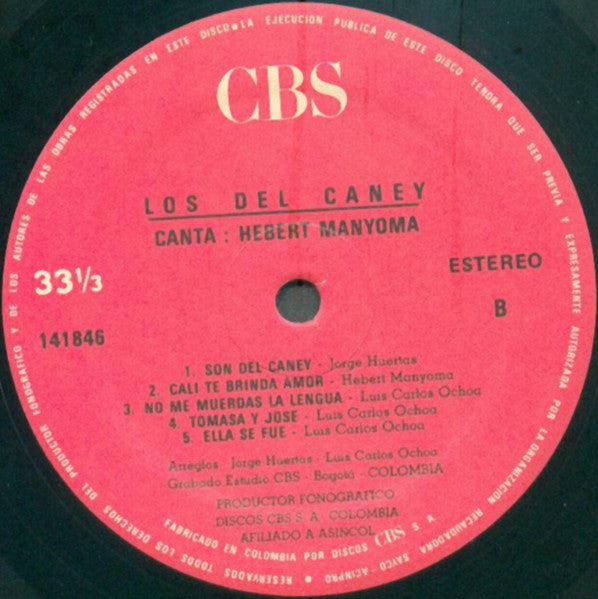 CBS
LOS DEL CANEY
CANTA : HEBERT MANYOMA
33⅓
ESTEREO
141846
B
1. SON DEL CANEY - Jorge Huertas
2. CALI TE BRINDA AMOR - Hebert Manyoma
3. NO ME MUERDAS LA LENGUA - Luis Carlos Ochoa
4. TOMASA Y JOSE - Luis Carlos Ochoa
5. ELLA SE FUE - Luis Carlos Ochoa
Arreglos - Jorge Huertas - Luis Carlos Ochoa
Grabado Estudio CBS - Bogotá - COLOMBIA
PRODUCTOR FONOGRAFICO
DISCOS CBS S. A. COLOMBIA
AFILIADO A ASINCOL
FABRICADO EN COLOMBIA POR DISCOS CBS S A
RESERVADOS TODOS LOS DERECHOS DEL PRODUCTOR FONOGRAFICO Y DE LOS AUTORES DE LAS OBRAS REGISTRADAS EN ESTE DISCO • LA EJECUCION PUBLICA DE ESTE DISCO TENDRA QUE SER PREVIA Y EXPRESAMENTE AUTORIZADA POR LA ORGANIZACION RECAUDADORA SAYCO - ACINPRO